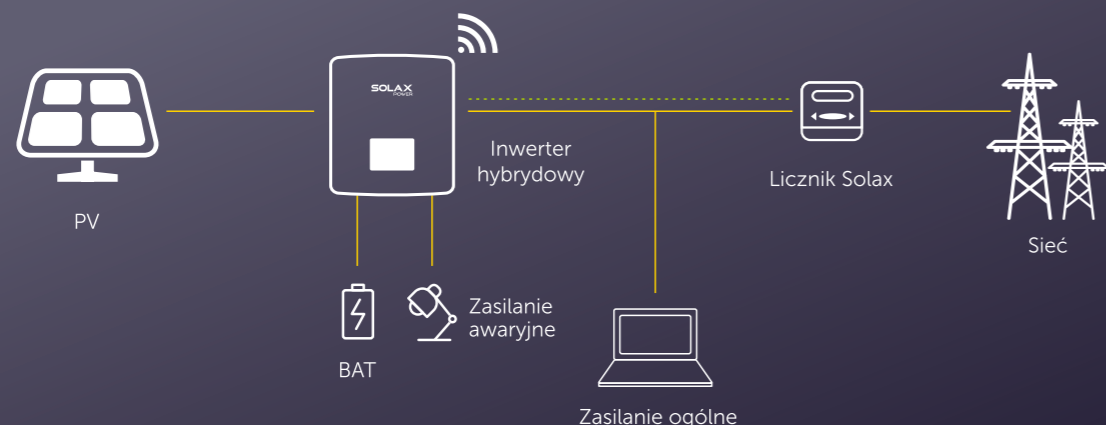 SOLAX
POWER
Inwerter
hybrydowy
Licznik Solax
PV
Sieć
Zasilanie
awaryjne
BAT
Zasilanie ogólne